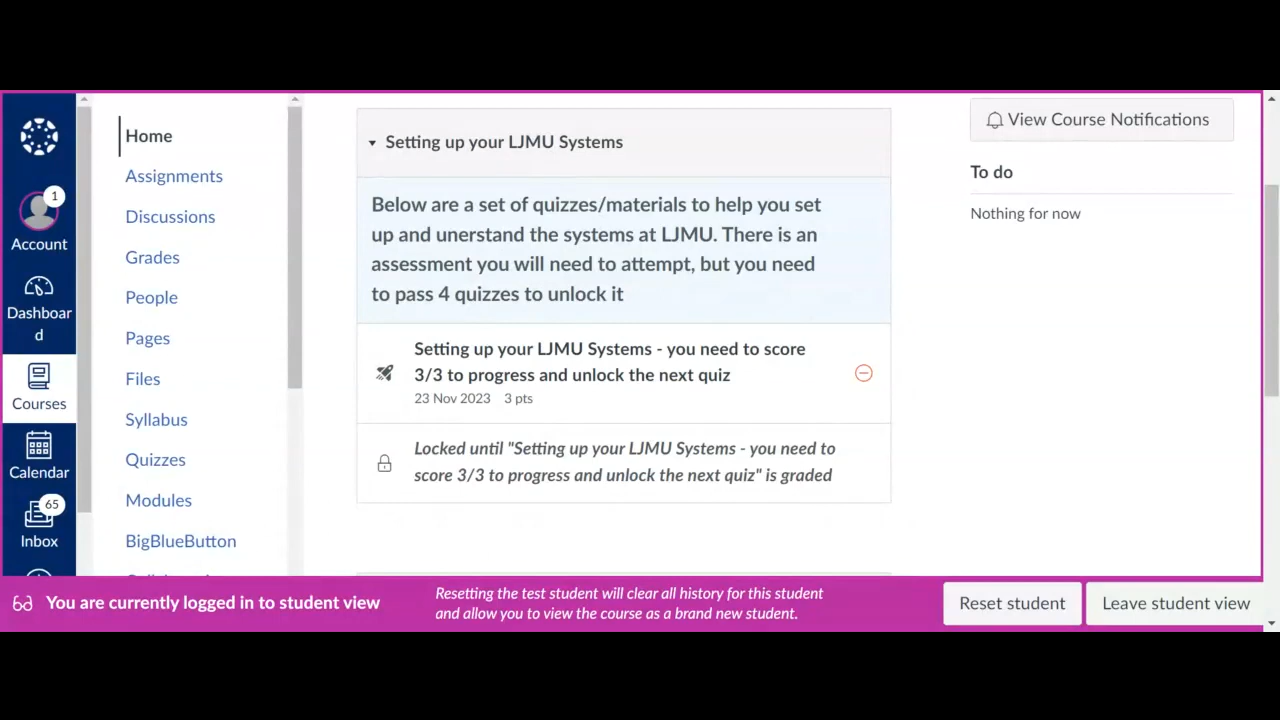 1
Account
Dashboar
d
Courses
Calendar
65
Inbox
Home
Assignments
Discussions
Grades
People
Pages
Files
Syllabus
Quizzes
Modules
BigBlueButton
Setting up your LJMU Systems
Below are a set of quizzes/materials to help you set
up and unerstand the systems at LJMU. There is an
assessment you will need to attempt, but you need
to pass 4 quizzes to unlock it
Setting up your LJMU Systems - you need to score
3/3 to progress and unlock the next quiz
23 Nov 2023 3 pts
Locked until "Setting up your LJMU Systems - you need to
score 3/3 to progress and unlock the next quiz" is graded
View Course Notifications
To do
Nothing for now
You are currently logged in to student view
Resetting the test student will clear all history for this student
and allow you to view the course as a brand new student.
Reset student
Leave student view